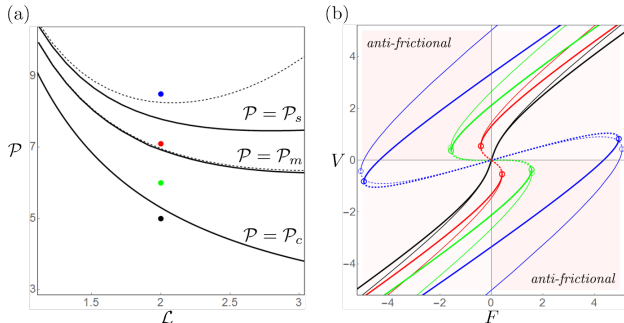 (a)
9
7
5
3
𝒫
𝒫 = 𝒫ₛ
𝒫 = 𝒫ₘ
𝒫 = 𝒫_c
1.5
2
2.5
3
ℒ
(b)
anti-frictional
4
2
V 0
−2
−4
anti-frictional
−4
−2
0
2
4
F